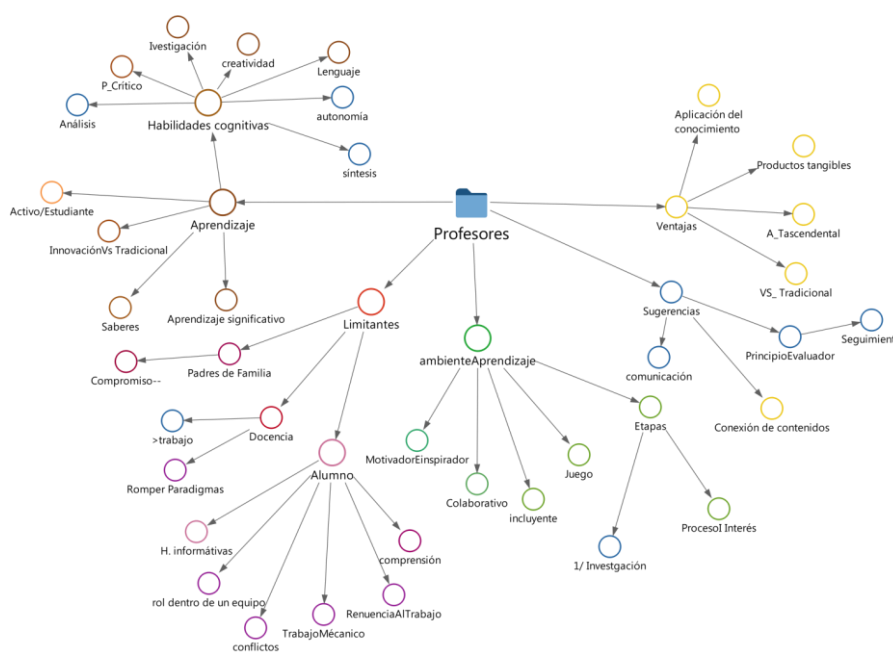 Ivestigación
creatividad
P_Crítico
Lenguaje
Análisis
Habilidades cognitivas
autonomía
síntesis
Aplicación del
conocimiento
Productos tangibles
Activo/Estudiante
Aprendizaje
Profesores
Ventajas
A_Tascendental
InnovaciónVs Tradicional
VS_ Tradicional
Saberes
Aprendizaje significativo
Limitantes
Sugerencias
Seguimient
PrincipioEvaluador
ambienteAprendizaje
comunicación
Compromiso--
Padres de Familia
>trabajo
Docencia
Etapas
Conexión de contenidos
MotivadorEinspirador
Juego
Romper Paradigmas
Alumno
Colaborativo
incluyente
ProcesoI Interés
H. informátivas
comprensión
1/ Investgación
rol dentro de un equipo
RenuenciaAlTrabajo
TrabajoMécanico
conflictos